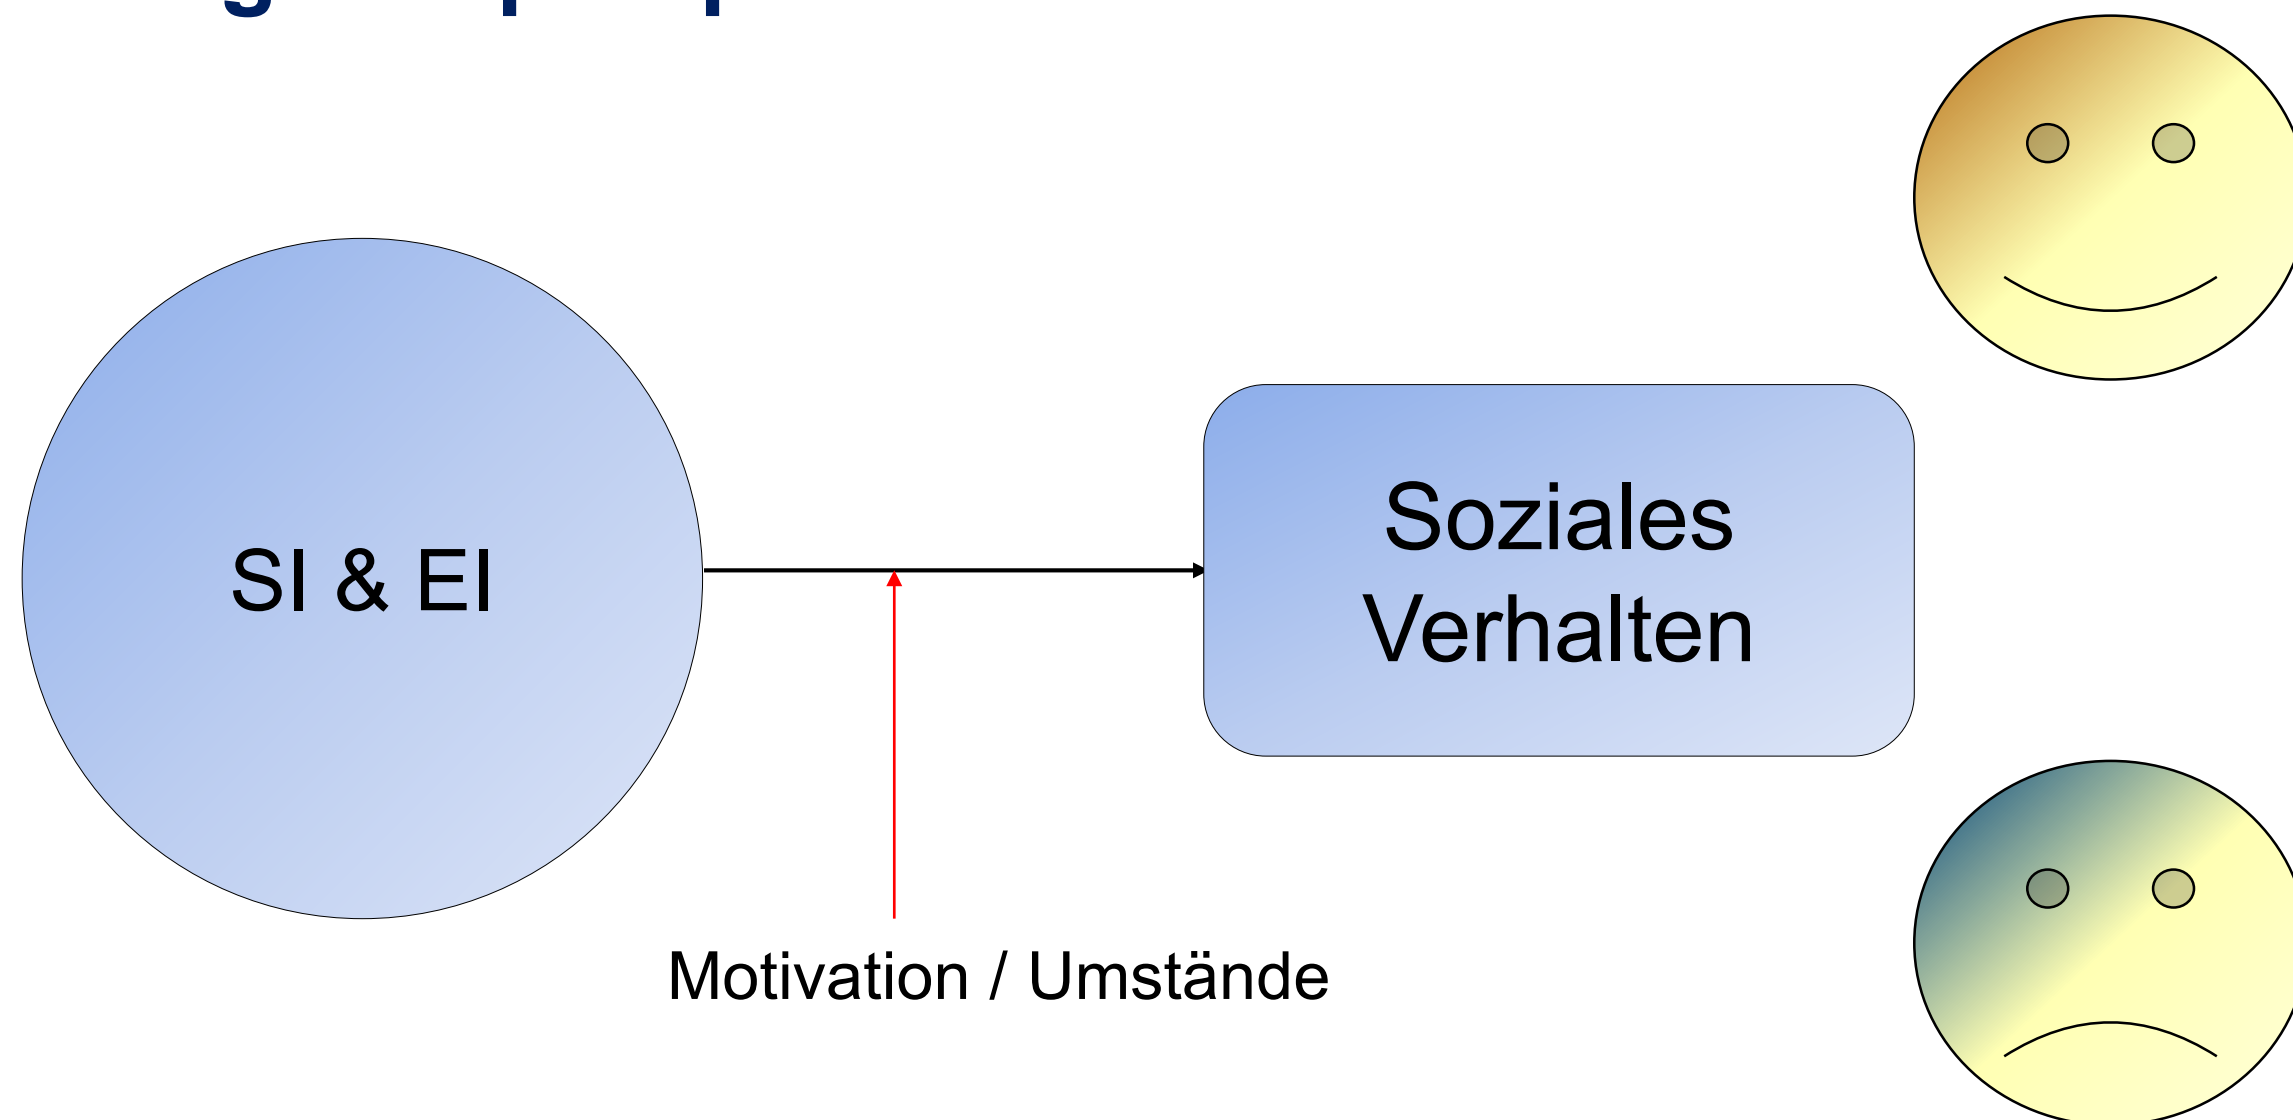 SI & EI
Soziales
Verhalten
Motivation / Umstände